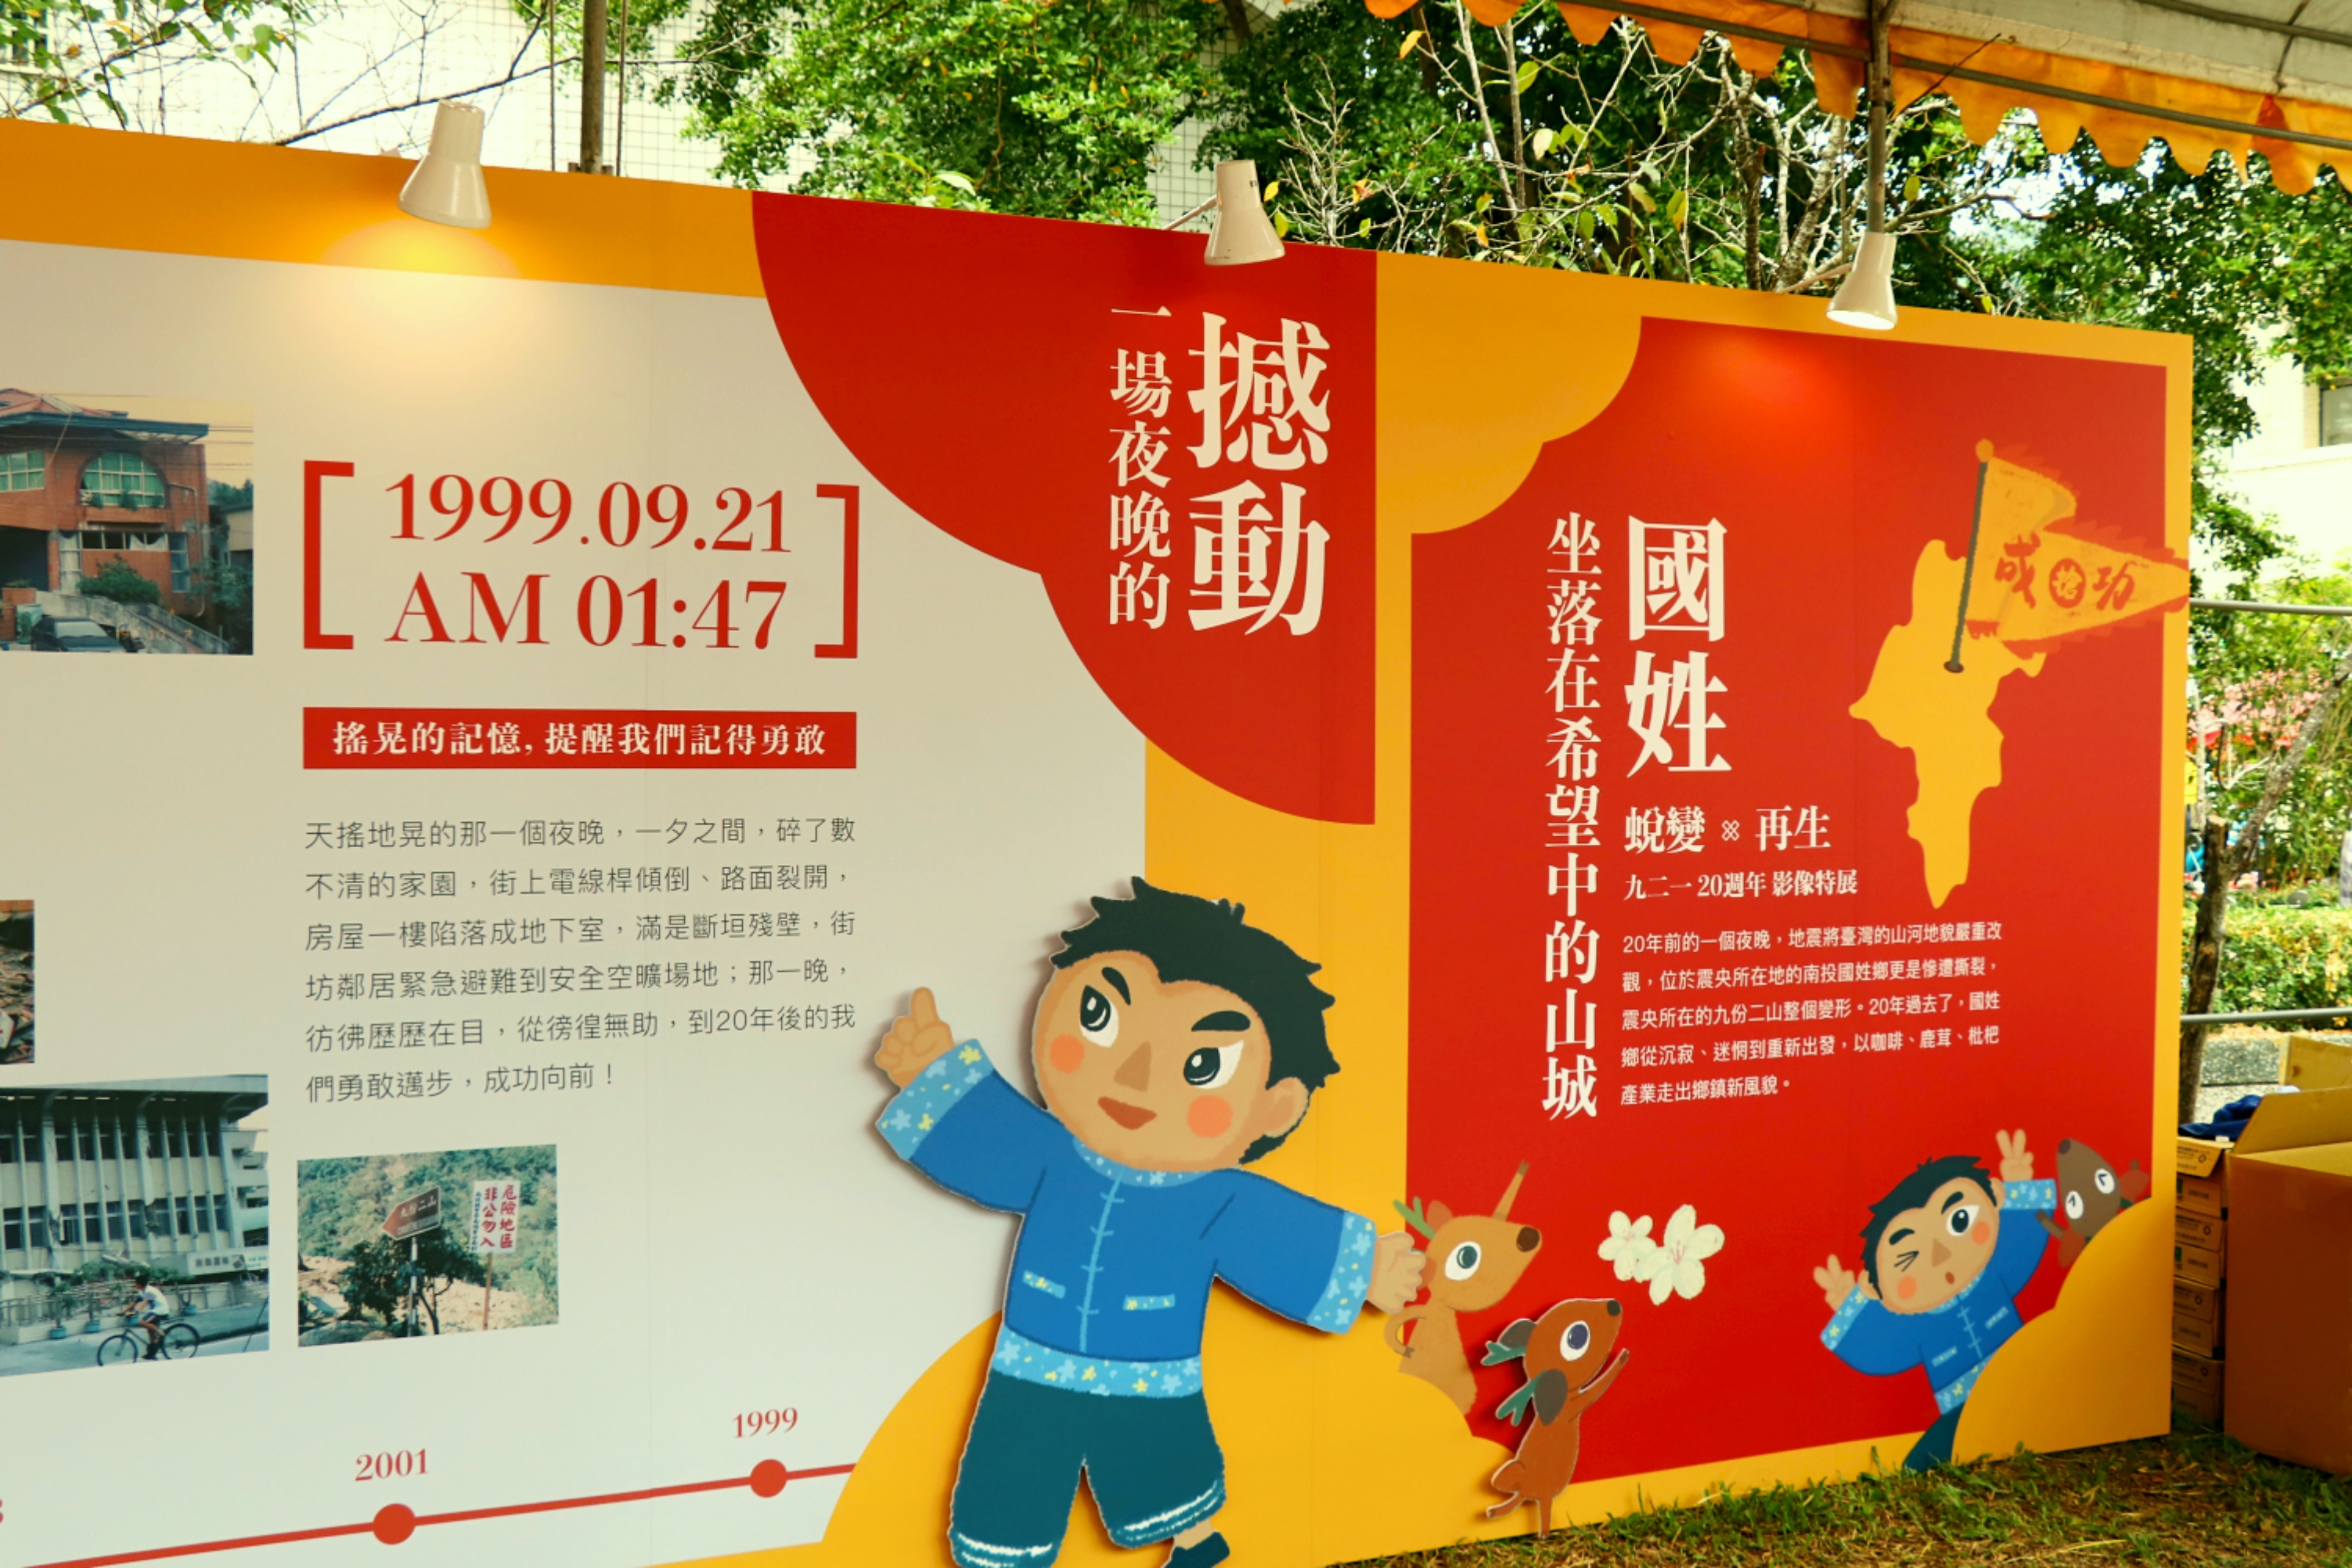 國姓
坐落在希望中的山城
蛻變 × 再生
九二一 20週年 影像特展
20年前的一個夜晚，地震將臺灣的山河地貌嚴重改
觀，位於震央所在地的南投國姓鄉更是慘遭撕裂，
震央所在的九份二山整個變形。20年過去了，國姓
鄉從沉寂、迷惘到重新出發，以咖啡、鹿茸、枇杷
產業走出鄉鎮新風貌。
成功
撼動
一場夜晚的
1999.09.21
AM 01:47
搖晃的記憶，提醒我們記得勇敢
天搖地晃的那一個夜晚，一夕之間，碎了數
不清的家園，街上電線桿傾倒、路面裂開，
房屋一樓陷落成地下室，滿是斷垣殘壁，街
坊鄰居緊急避難到安全空曠場地；那一晚，
彷彿歷歷在目，從徬徨無助，到20年後的我
們勇敢邁步，成功向前！
九份二山
危險地區
非公勿入
1999
2001